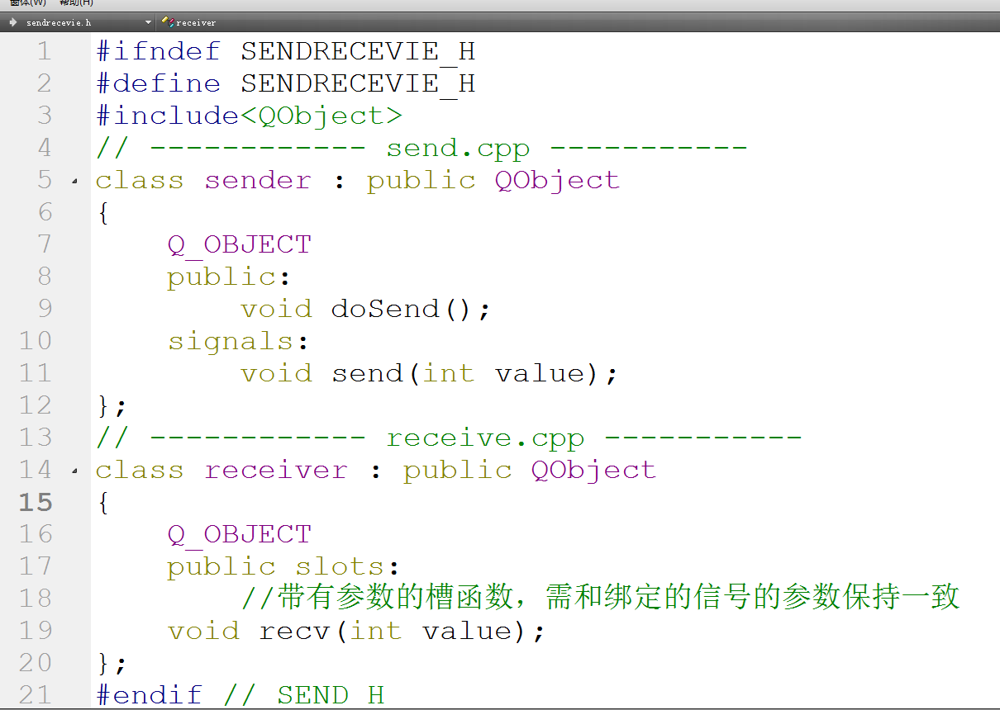 窗体(W) 帮助(H)
sendrecevie.h receiver
1 #ifndef SENDRECEVIE_H
2 #define SENDRECEVIE_H
3 #include<QObject>
4 // ------------ send.cpp -----------
5 class sender : public QObject
6 {
7 Q_OBJECT
8 public:
9 void doSend();
10 signals:
11 void send(int value);
12 };
13 // ------------ receive.cpp -----------
14 class receiver : public QObject
15 {
16 Q_OBJECT
17 public slots:
18 //带有参数的槽函数，需和绑定的信号的参数保持一致
19 void recv(int value);
20 };
21 #endif // SEND_H